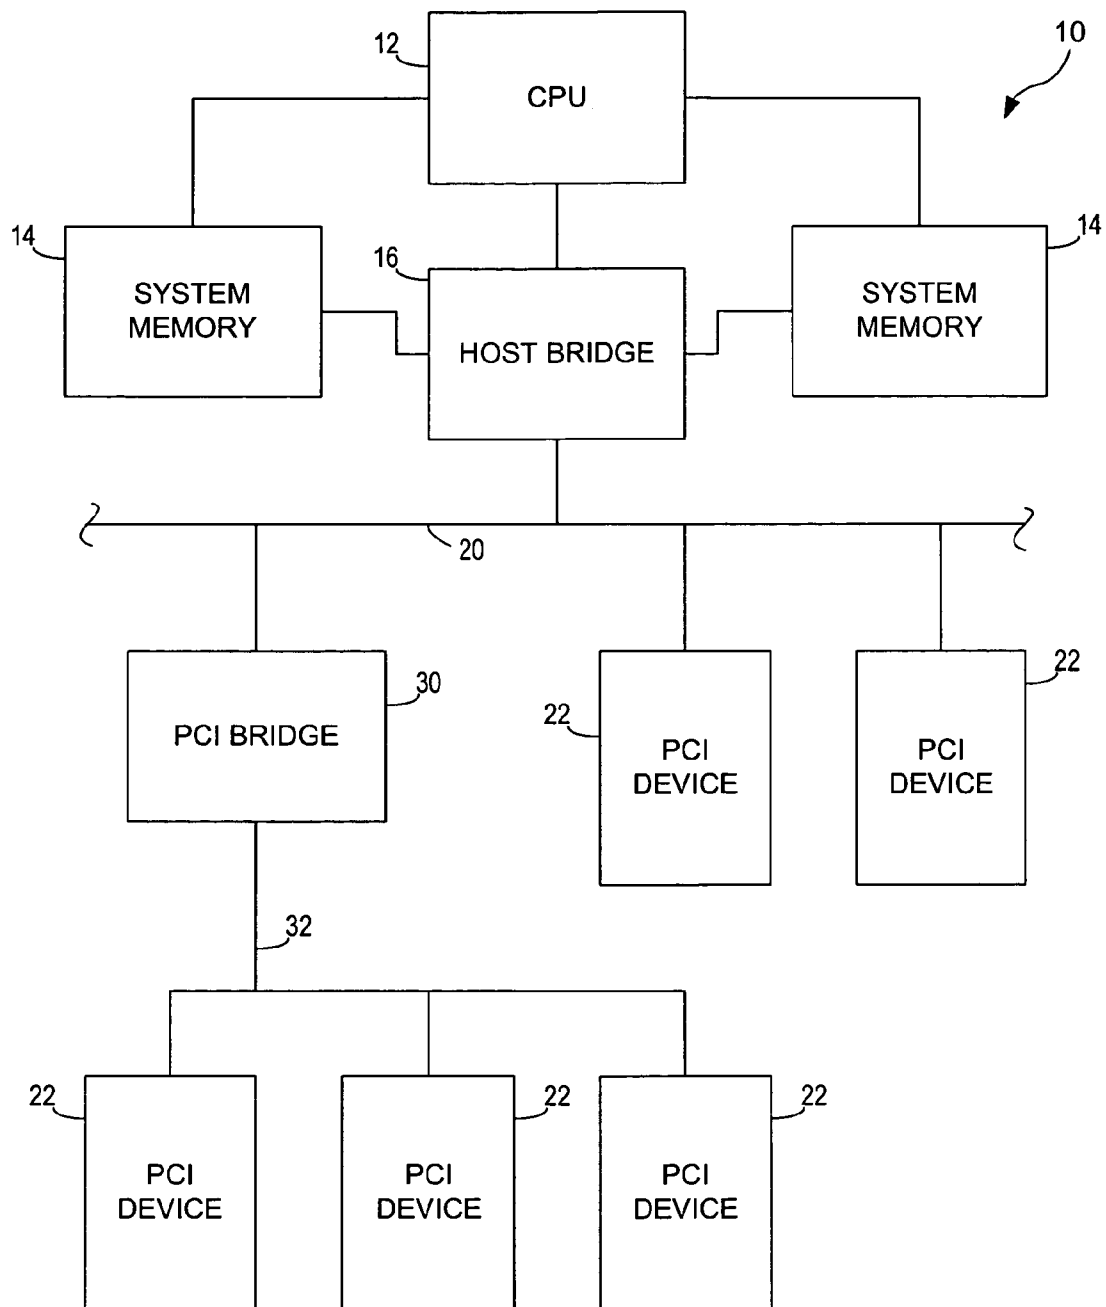 10
12
CPU
14
SYSTEM
MEMORY
16
HOST BRIDGE
14
SYSTEM
MEMORY
20
30
PCI BRIDGE
22
PCI
DEVICE
22
PCI
DEVICE
32
22
PCI
DEVICE
22
PCI
DEVICE
22
PCI
DEVICE